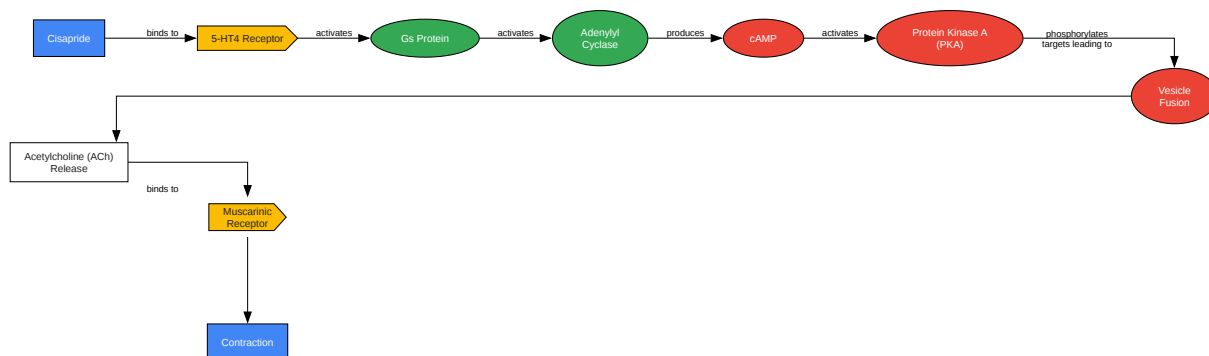 Cisapride
binds to
5-HT4 Receptor
activates
Gs Protein
activates
Adenylyl
Cyclase
produces
cAMP
activates
Protein Kinase A
(PKA)
phosphorylates
targets leading to
Vesicle
Fusion
Acetylcholine (ACh)
Release
binds to
Muscarinic
Receptor
Contraction